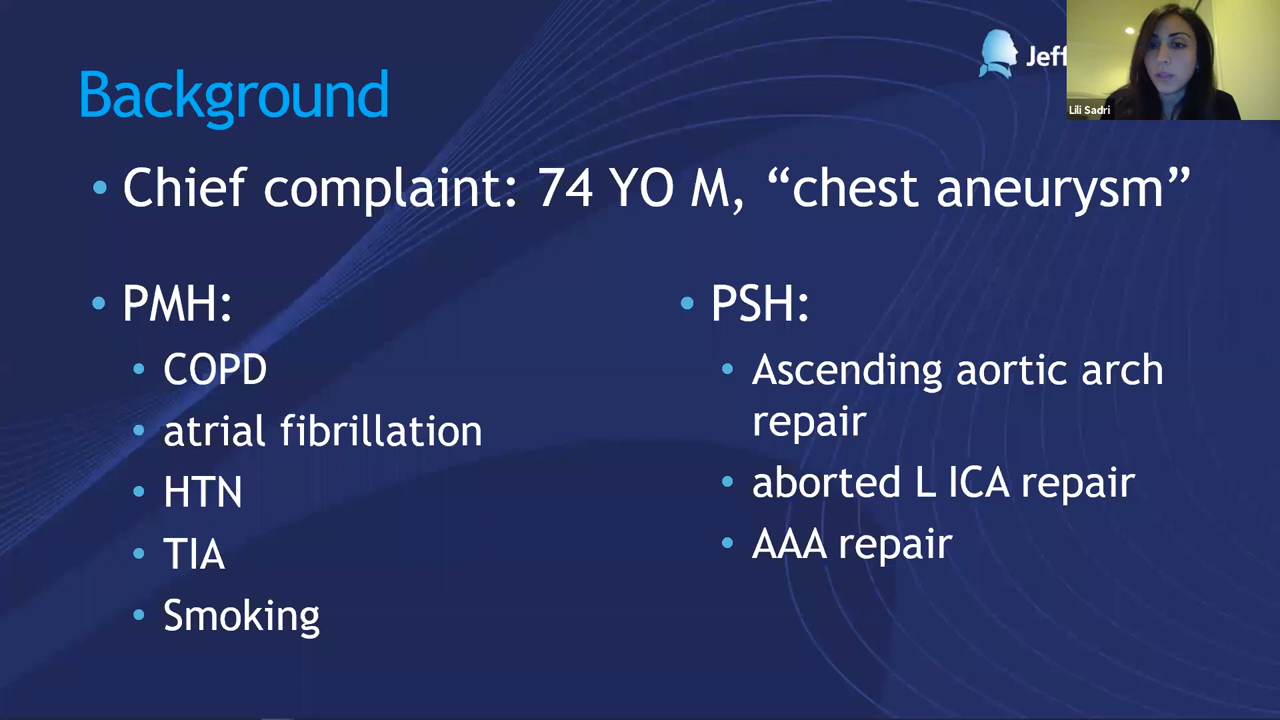 Jeff
Lili Sadri
Background
• Chief complaint: 74 YO M, “chest aneurysm”
• PMH:
• COPD
• atrial fibrillation
• HTN
• TIA
• Smoking
• PSH:
• Ascending aortic arch
repair
• aborted L ICA repair
• AAA repair